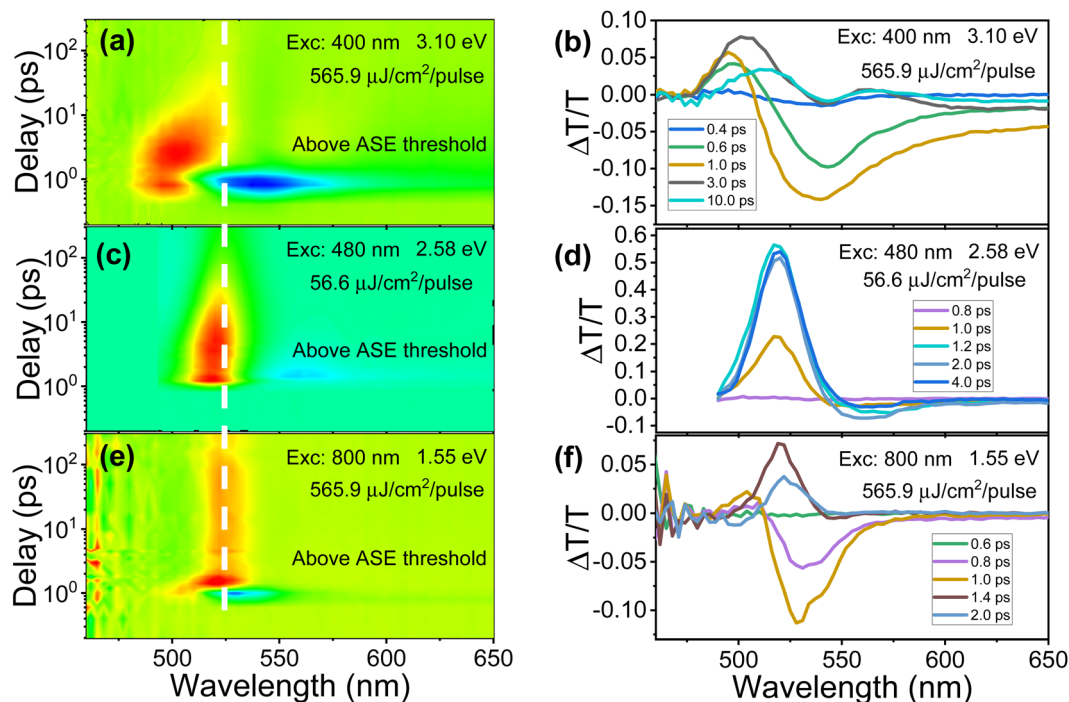 (a)
Exc: 400 nm 3.10 eV
565.9 μJ/cm²/pulse
Above ASE threshold
Delay (ps)
10²
10¹
10⁰
(b)
Exc: 400 nm 3.10 eV
565.9 μJ/cm²/pulse
ΔT/T
0.10
0.05
0.00
-0.05
-0.10
-0.15
0.4 ps
0.6 ps
1.0 ps
3.0 ps
10.0 ps
(c)
Exc: 480 nm 2.58 eV
56.6 μJ/cm²/pulse
Above ASE threshold
Delay (ps)
10²
10¹
10⁰
(d)
Exc: 480 nm 2.58 eV
56.6 μJ/cm²/pulse
ΔT/T
0.6
0.5
0.4
0.3
0.2
0.1
0.0
-0.1
0.8 ps
1.0 ps
1.2 ps
2.0 ps
4.0 ps
(e)
Exc: 800 nm 1.55 eV
565.9 μJ/cm²/pulse
Above ASE threshold
Delay (ps)
10²
10¹
10⁰
500 550 600 650
Wavelength (nm)
(f)
Exc: 800 nm 1.55 eV
565.9 μJ/cm²/pulse
ΔT/T
0.05
0.00
-0.05
-0.10
0.6 ps
0.8 ps
1.0 ps
1.4 ps
2.0 ps
500 550 600 650
Wavelength (nm)